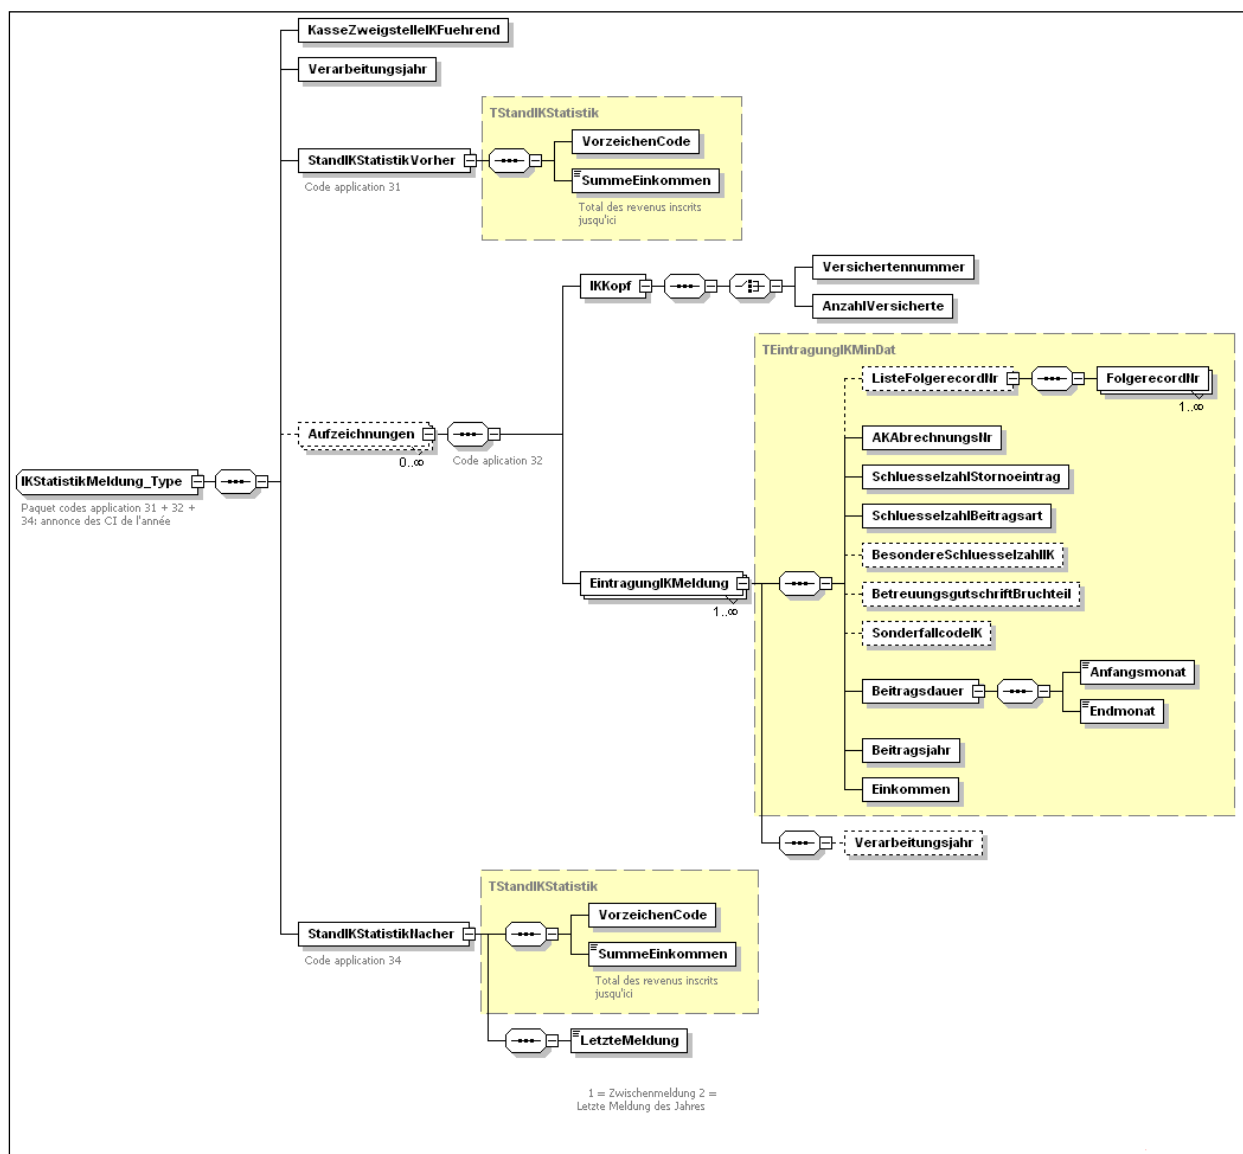 KasseZweigstelleIKFuehrend
Verarbeitungsjahr
TStandIKStatistik
VorzeichenCode
StandIKStatistikVorher
SummeEinkommen
Code application 31
Total des revenus inscrits
jusqu'ici
IKKopf
Versichertennummer
AnzahlVersicherte
TEintragungIKMinDat
ListeFolgerecordNr
FolgerecordNr
1..∞
Aufzeichnungen
0..∞
Code aplication 32
AKAbrechnungsNr
IKStatistikMeldung_Type
Paquet codes application 31 + 32 +
34: annonce des CI de l'année
SchluesselzahlStornoeintrag
SchluesselzahlBeitragsart
BesondereSchluesselzahlIK
EintragungIKMeldung
1..∞
BetreuungsgutschriftBruchteil
SonderfallcodeIK
Beitragsdauer
Anfangsmonat
Endmonat
Beitragsjahr
Einkommen
Verarbeitungsjahr
TStandIKStatistik
VorzeichenCode
StandIKStatistikNacher
SummeEinkommen
Code application 34
Total des revenus inscrits
jusqu'ici
LetzteMeldung
1 = Zwischenmeldung 2 =
Letzte Meldung des Jahres